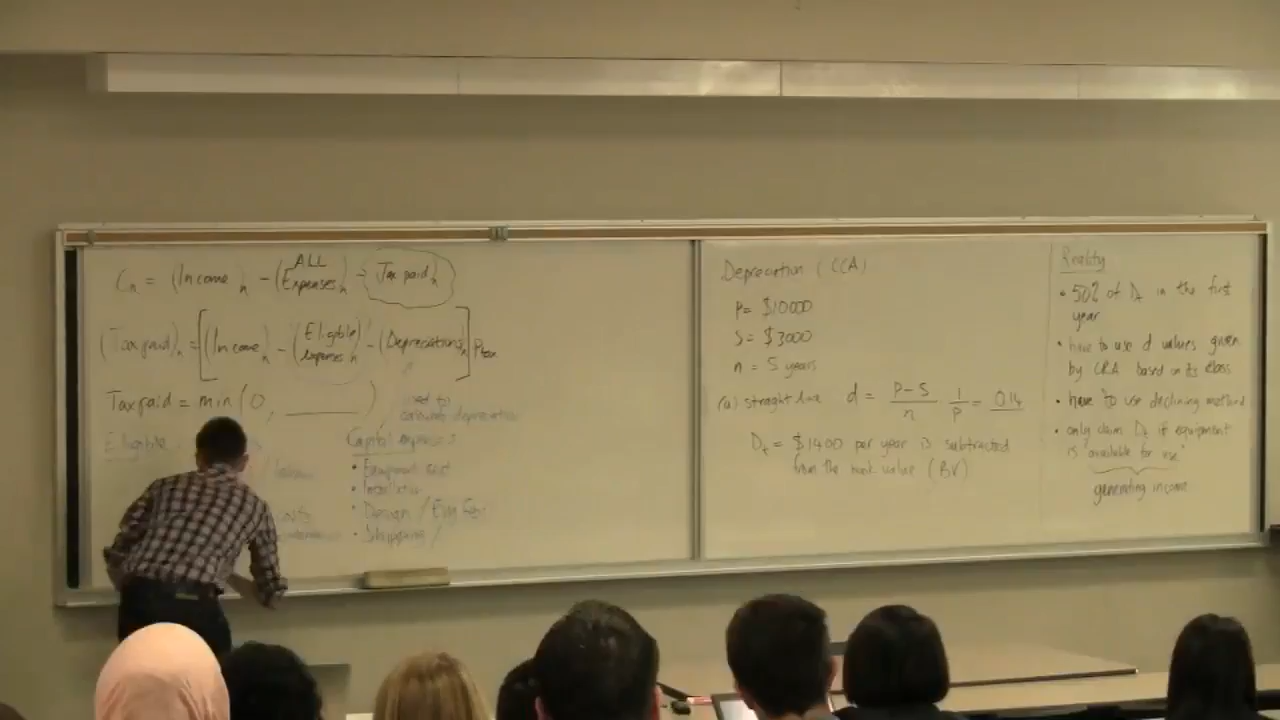 Cn = (Income)n - (ALL Expenses)n - (Tax paid)n
(Tax paid)n = [(Income)n - (Eligible expenses)n - (Depreciation)n] Ptax
Tax paid = min (0, ______)
used to
calculate depreciation
Eligible
Capital expenses
• Equipment cost
• Design / Eng fees
• Shipping /
Depreciation (CCA)
P = $10000
S = $3000
n = 5 years
(a) straight line d = P-S/n · 1/P = 0.14
Dt = $1400 per year is subtracted
from the book value (BV)
Reality
• 50% of Dt in the first
year
• have to use d values given
by CRA based on its class
• have to use declining method
• only claim Dt if equipment
is "available for use"
generating income